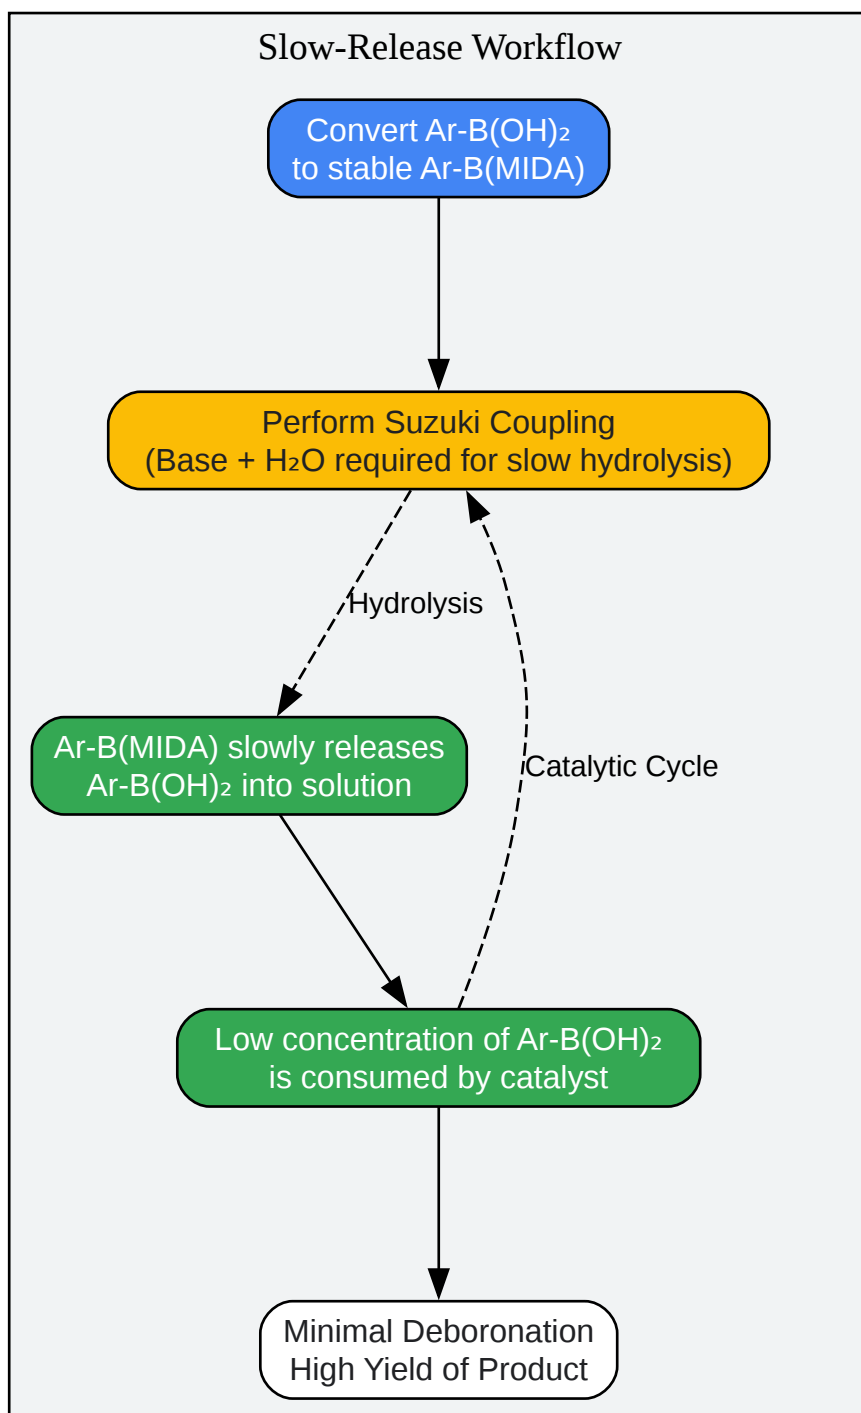 Slow-Release Workflow
Convert Ar-B(OH)₂
to stable Ar-B(MIDA)
Perform Suzuki Coupling
(Base + H₂O required for slow hydrolysis)
Hydrolysis
Ar-B(MIDA) slowly releases
Ar-B(OH)₂ into solution
Catalytic Cycle
Low concentration of Ar-B(OH)₂
is consumed by catalyst
Minimal Deboronation
High Yield of Product